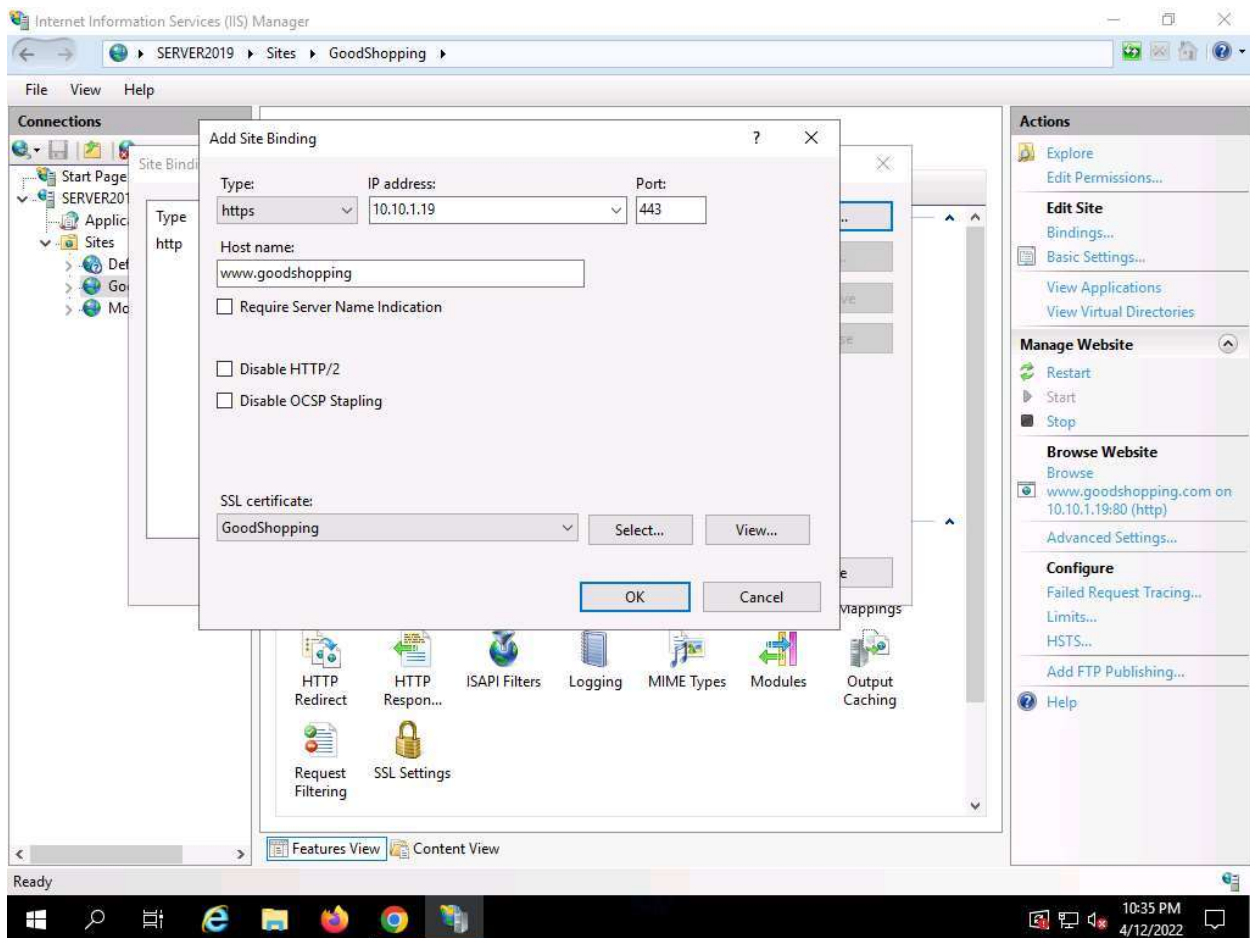 Internet Information Services (IIS) Manager
SERVER2019
Sites
GoodShopping
File View Help
Connections
Start Page
SERVER201
Applic
Sites
Def
Go
Mo
Site Bindi
Type
http
Add Site Binding
?
Type:
IP address:
Port:
https
10.10.1.19
443
Host name:
www.goodshopping
Require Server Name Indication
Disable HTTP/2
Disable OCSP Stapling
SSL certificate:
GoodShopping
Select...
View...
OK
Cancel
Mappings
HTTP Redirect
HTTP Respon...
ISAPI Filters
Logging
MIME Types
Modules
Output Caching
Request Filtering
SSL Settings
Features View
Content View
Actions
Explore
Edit Permissions...
Edit Site
Bindings...
Basic Settings...
View Applications
View Virtual Directories
Manage Website
Restart
Start
Stop
Browse Website
Browse
www.goodshopping.com on
10.10.1.19:80 (http)
Advanced Settings...
Configure
Failed Request Tracing...
Limits...
HSTS...
Add FTP Publishing...
Help
Ready
10:35 PM
4/12/2022